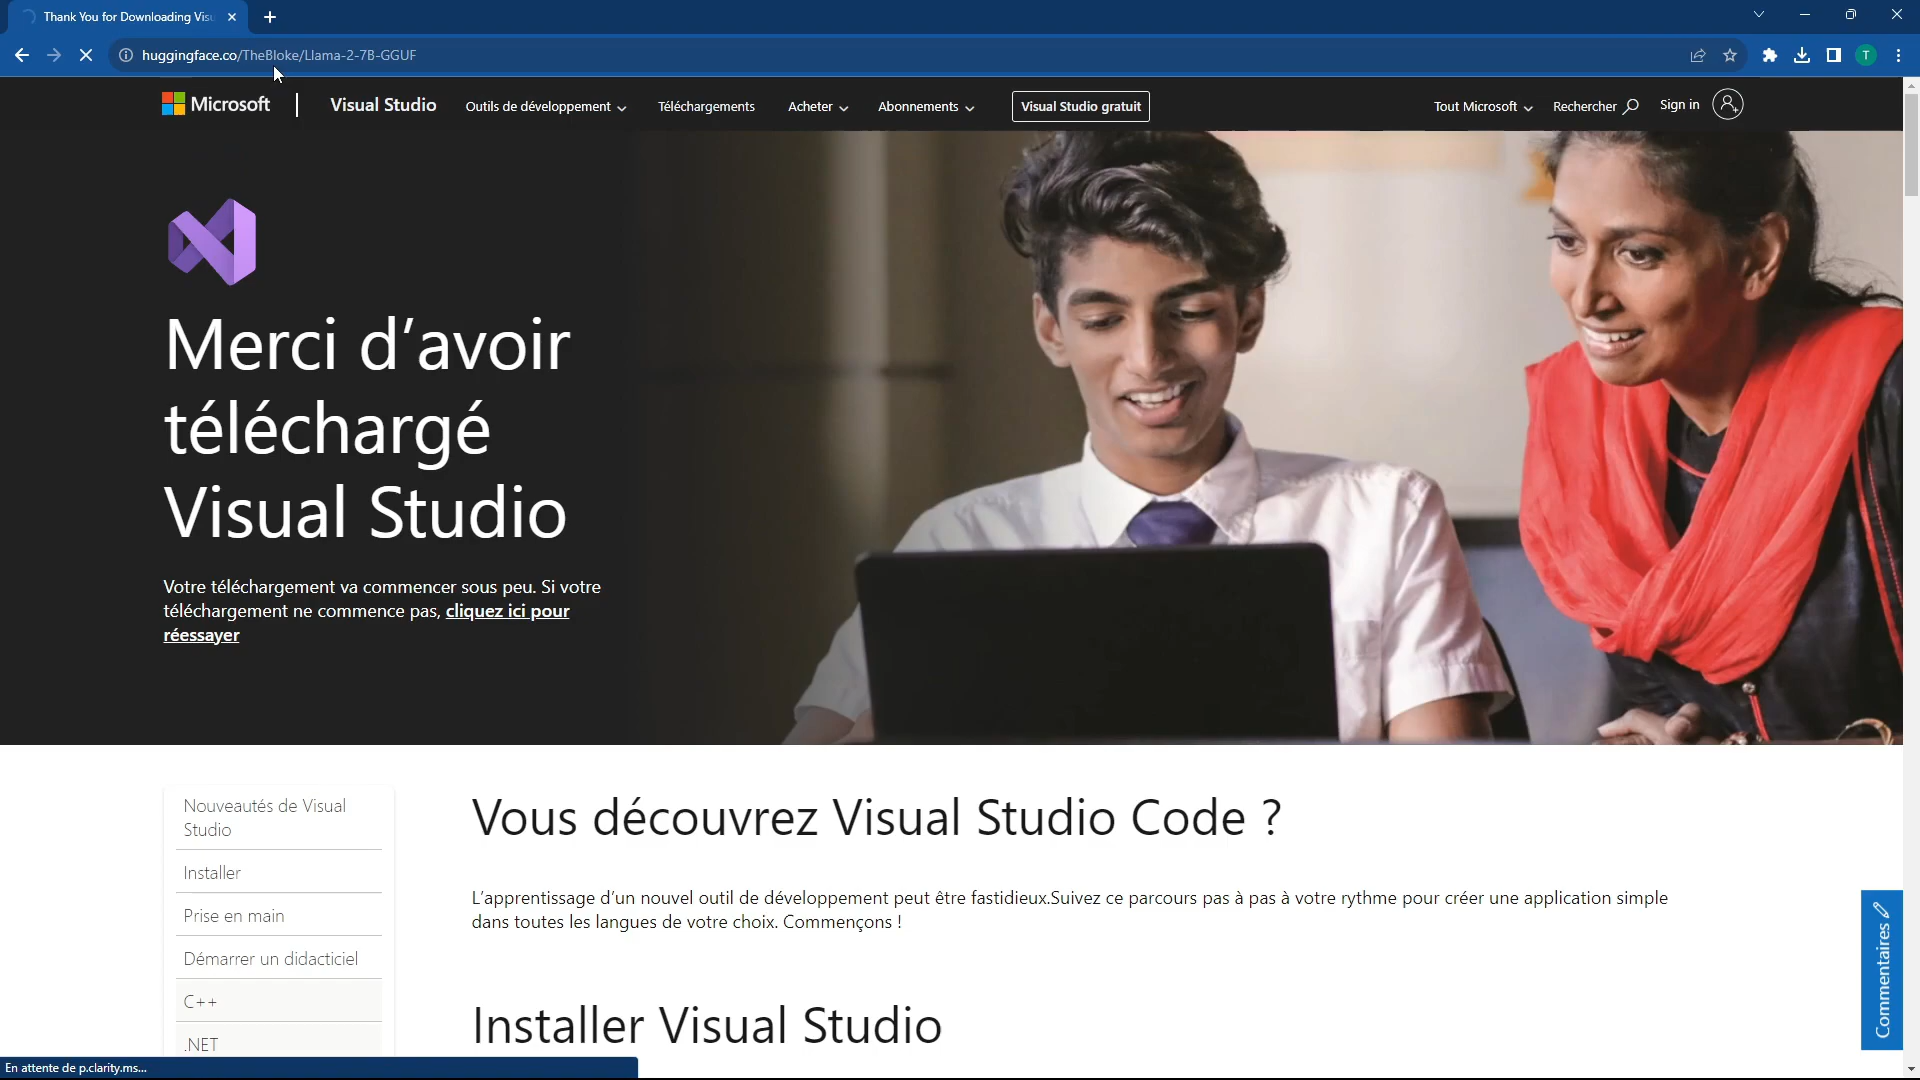 Thank You for Downloading Visu
huggingface.co/TheBloke/Llama-2-7B-GGUF
T
Microsoft
Visual Studio
Outils de développement
Téléchargements
Acheter
Abonnements
Visual Studio gratuit
Tout Microsoft
Rechercher
Sign in
Merci d’avoir
téléchargé
Visual Studio
Votre téléchargement va commencer sous peu. Si votre
téléchargement ne commence pas, cliquez ici pour
réessayer
Nouveautés de Visual
Studio
Installer
Prise en main
Démarrer un didacticiel
C++
.NET
Vous découvrez Visual Studio Code ?
L’apprentissage d’un nouvel outil de développement peut être fastidieux.Suivez ce parcours pas à pas à votre rythme pour créer une application simple
dans toutes les langues de votre choix. Commençons !
Installer Visual Studio
Commentaires
En attente de p.clarity.ms...